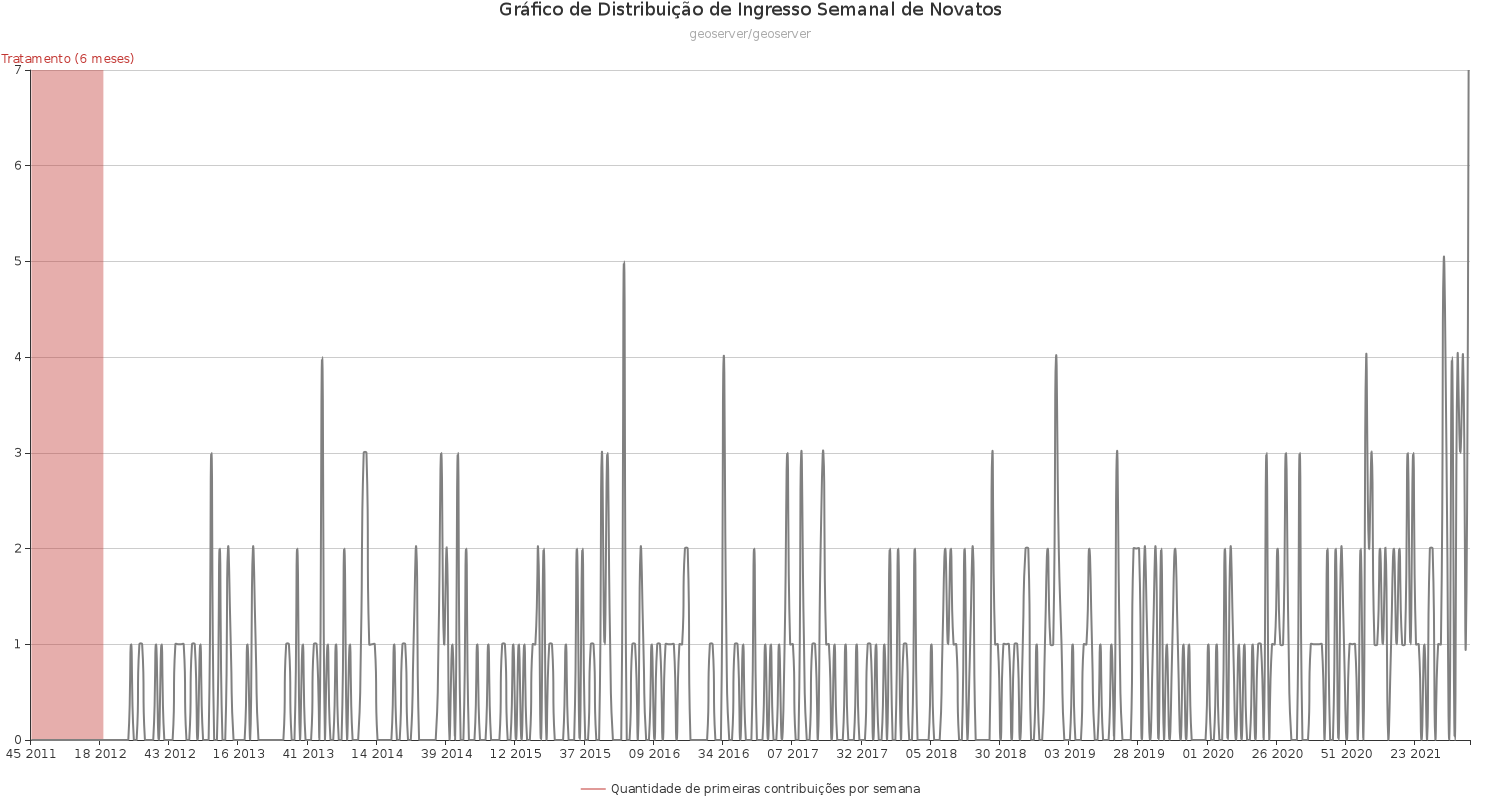 Gráfico de Distribuição de Ingresso Semanal de Novatos
geoserver/geoserver
Tratamento (6 meses)
7
6
5
4
3
2
1
0
45 2011 18 2012 43 2012 16 2013 41 2013 14 2014 39 2014 12 2015 37 2015 09 2016 34 2016 07 2017 32 2017 05 2018 30 2018 03 2019 28 2019 01 2020 26 2020 51 2020 23 2021
Quantidade de primeiras contribuições por semana